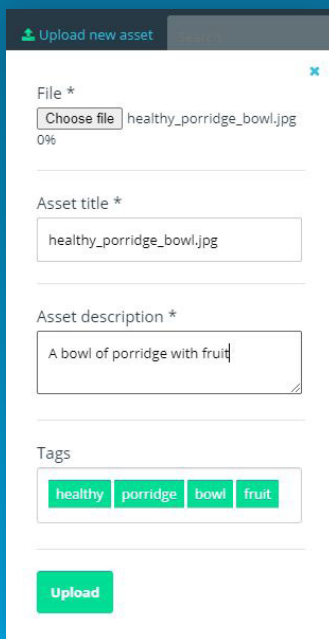 Upload new asset
Search
×
File *
Choose file healthy_porridge_bowl.jpg
0%
Asset title *
healthy_porridge_bowl.jpg
Asset description *
A bowl of porridge with fruit
Tags
healthy porridge bowl fruit
Upload